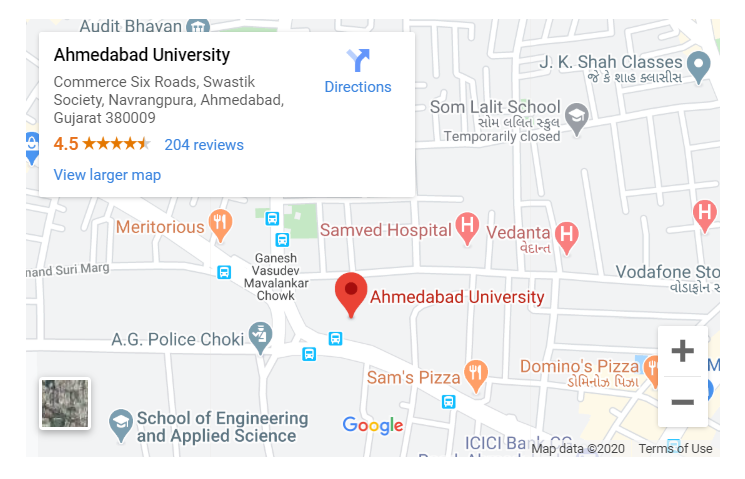 Audit Bhavan
Ahmedabad University
Commerce Six Roads, Swastik
Society, Navrangpura, Ahmedabad,
Gujarat 380009
4.5
204 reviews
View larger map
Directions
J. K. Shah Classes
જે કે શાહ ક્લાસીસ
Som Lalit School
સોમ લલિત સ્કુલ
Temporarily closed
Meritorious
Samved Hospital
Vedanta
વેદાન્ત
Ganesh
Vasudev
Mavalankar
Chowk
nand Suri Marg
Vodafone Sto
વોડાફોન સ
Ahmedabad University
A.G. Police Choki
Sam's Pizza
Domino's Pizza
ડોમિનોઝ પિઝા
M
School of Engineering
and Applied Science
Google
ICICI Bank CG
Map data ©2020
Terms of Use